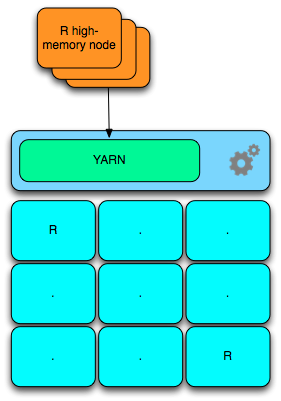 R high-
memory node
YARN
R . .
. . .
. . R